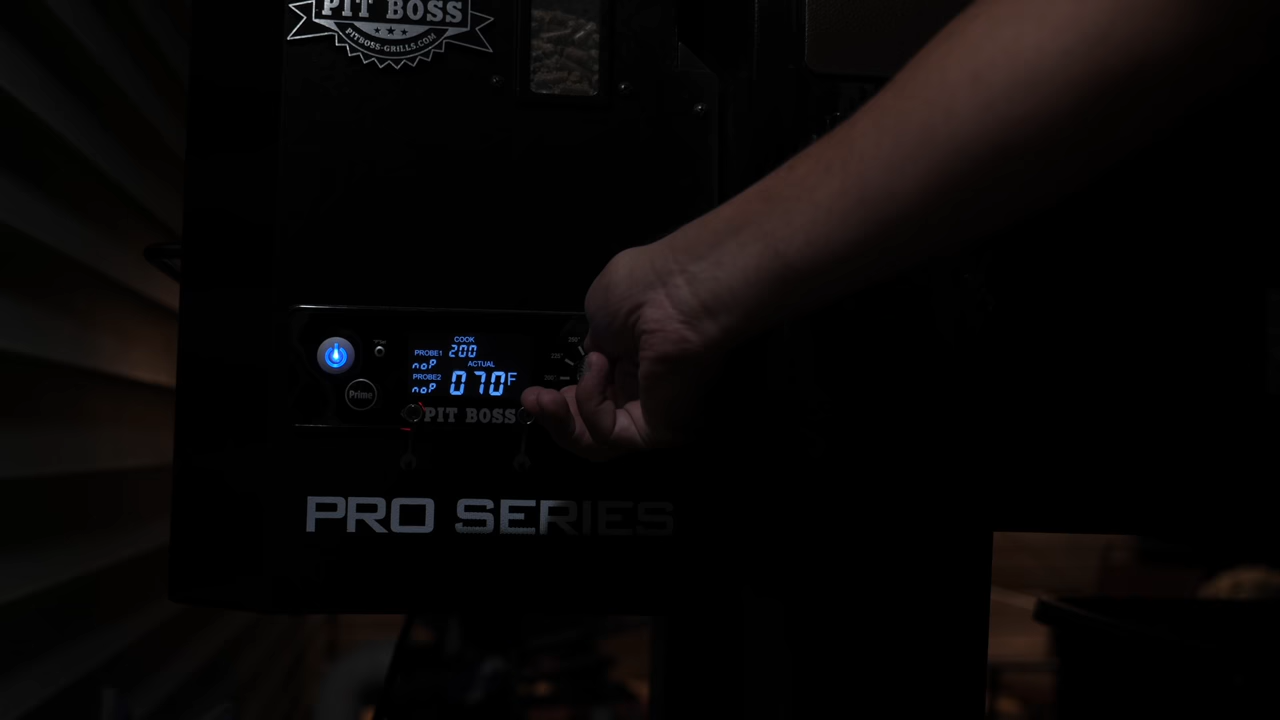 PIT BOSS
PITBOSS-GRILLS.COM
COOK
PROBE1 200
noP ACTUAL
PROBE2 070F
noP
Prime
PIT BOSS
PRO SERIES